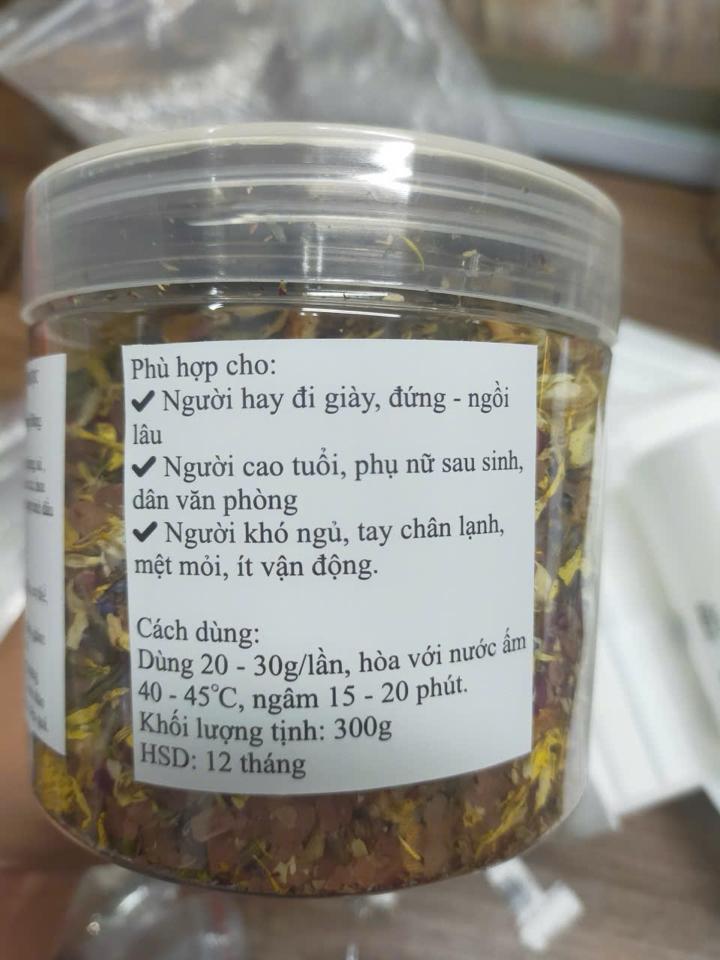 Phù hợp cho:
✔ Người hay đi giày, đứng - ngồi
lâu
✔ Người cao tuổi, phụ nữ sau sinh,
dân văn phòng
✔ Người khó ngủ, tay chân lạnh,
mệt mỏi, ít vận động.
Cách dùng:
Dùng 20 - 30g/lần, hòa với nước ấm
40 - 45°C, ngâm 15 - 20 phút.
Khối lượng tịnh: 300g
HSD: 12 tháng